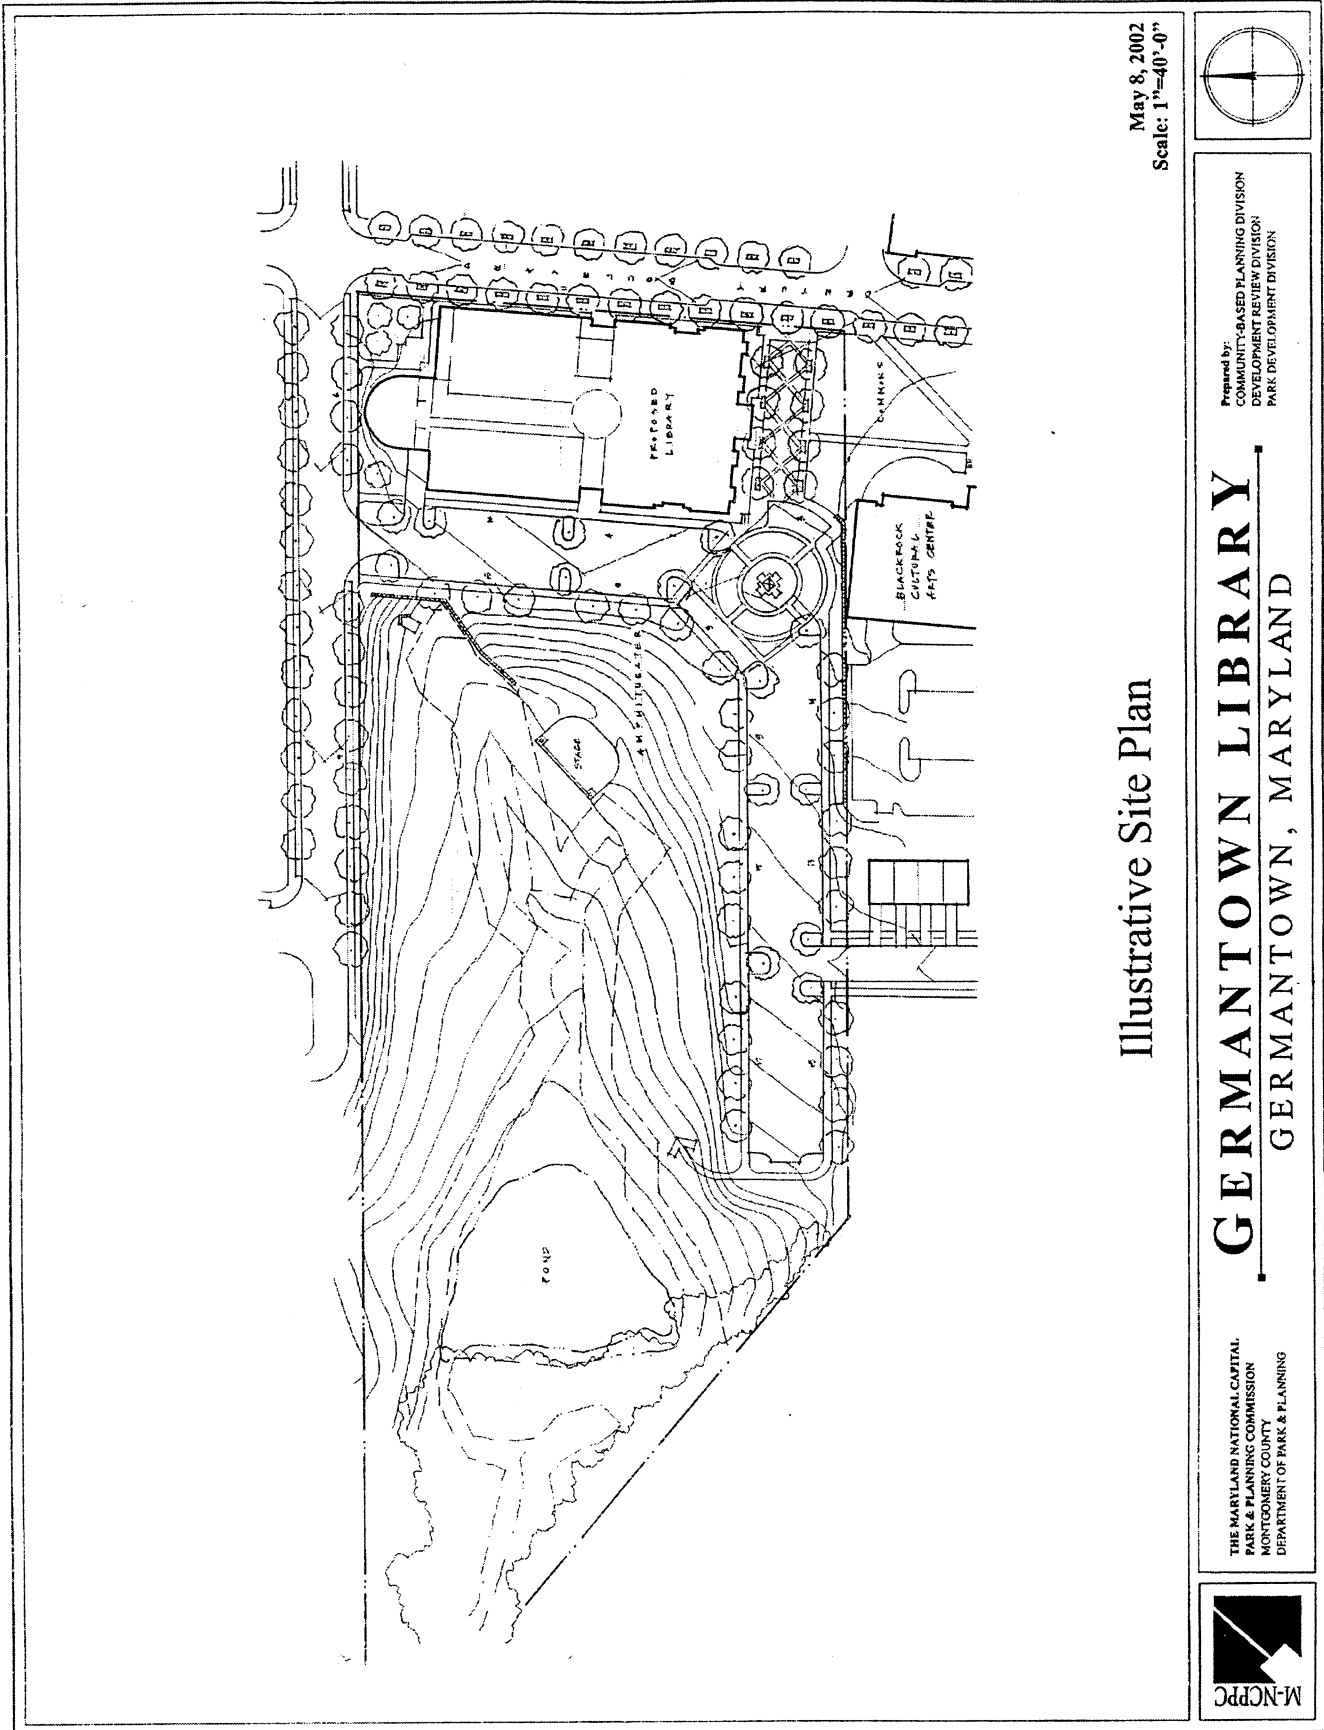 May 8, 2002
Scale: 1"=40'-0"
PROPOSED
LIBRARY
COMMONS
BLACKROCK
CULTURAL
ARTS CENTER
AMPHITHEATER
STAGE
POND
Illustrative Site Plan
M-NCPPC
THE MARYLAND NATIONAL CAPITAL
PARK & PLANNING COMMISSION
MONTGOMERY COUNTY
DEPARTMENT OF PARK & PLANNING
GERMANTOWN LIBRARY
GERMANTOWN, MARYLAND
Prepared by:
COMMUNITY-BASED PLANNING DIVISION
DEVELOPMENT REVIEW DIVISION
PARK DEVELOPMENT DIVISION